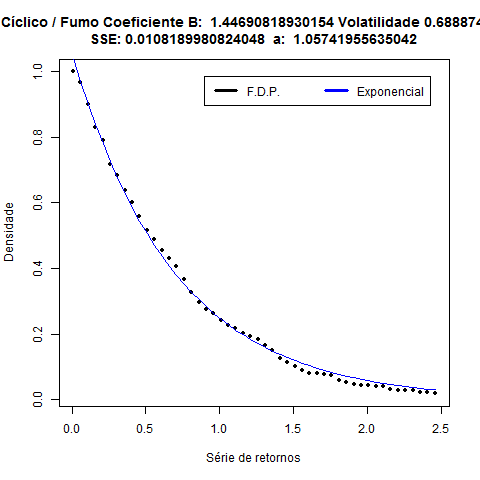 Cíclico / Fumo Coeficiente B: 1.44690818930154 Volatilidade 0.688874
SSE: 0.0108189980824048 a: 1.05741955635042
F.D.P.
Exponencial
Densidade
1.0
0.8
0.6
0.4
0.2
0.0
0.0 0.5 1.0 1.5 2.0 2.5
Série de retornos